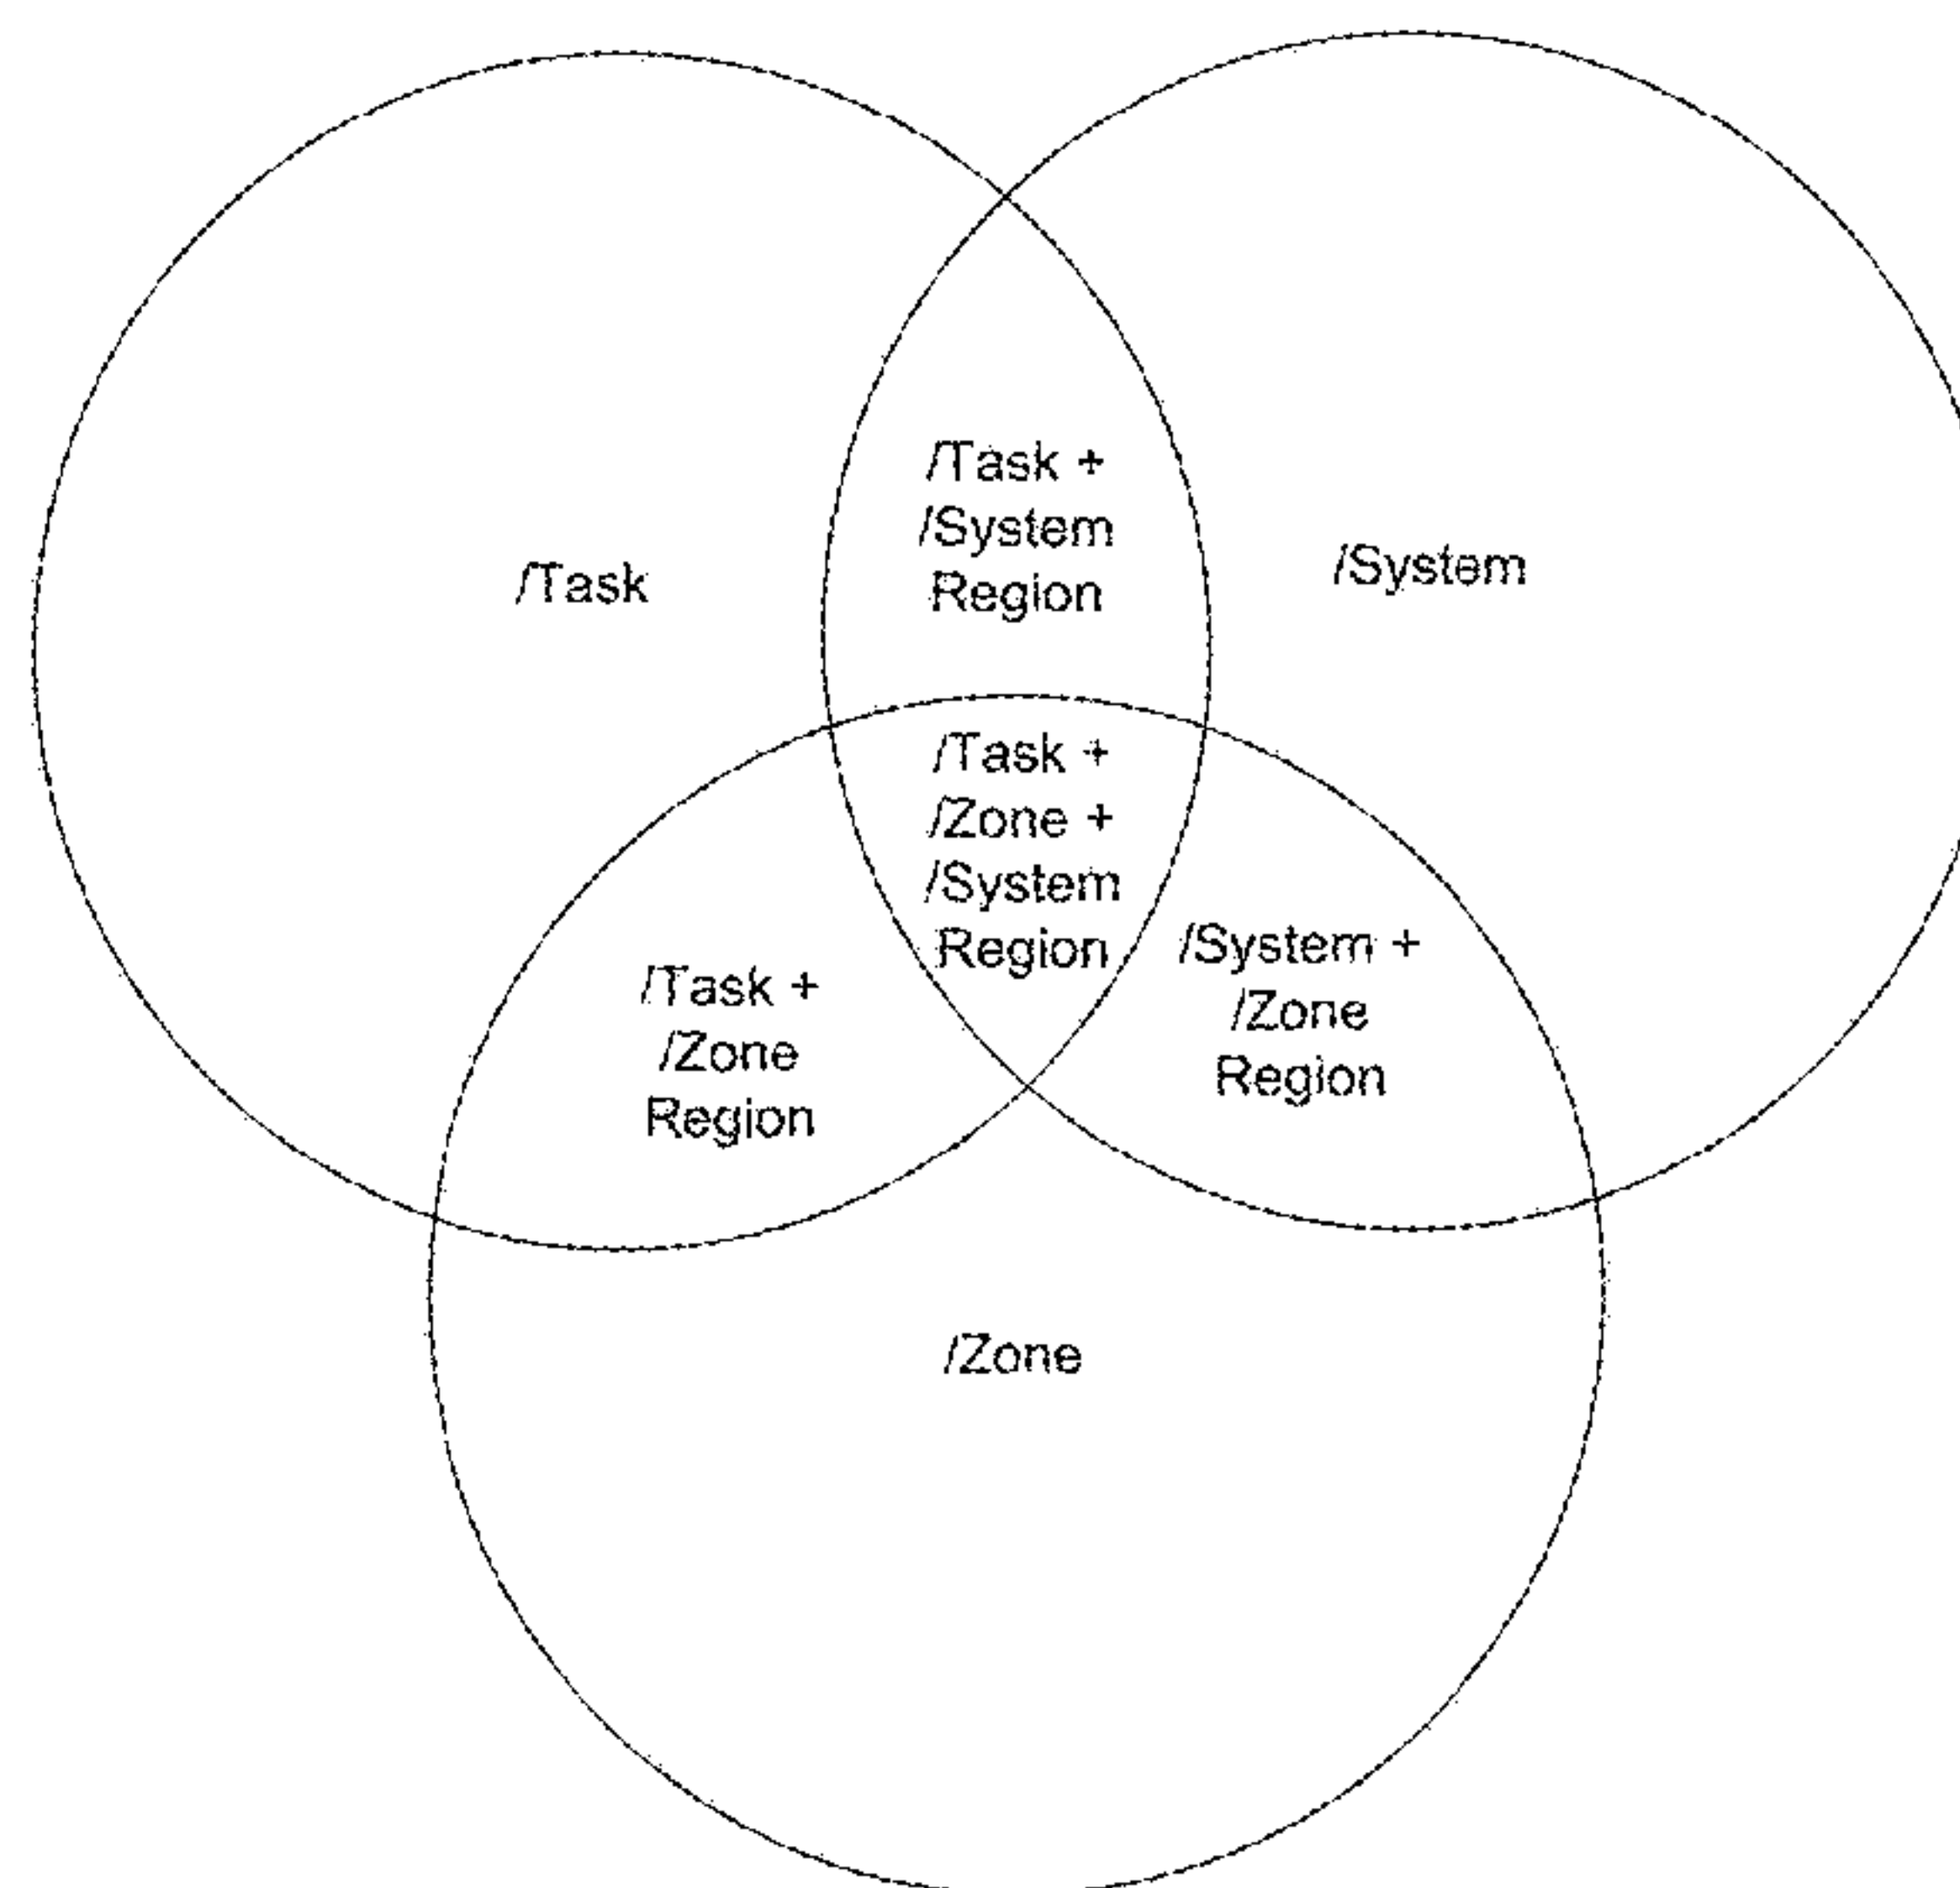 /Task
/Task +
/System
Region
/System
/Task +
/Zone +
/System
Region
/Task +
/Zone
Region
/System +
/Zone
Region
/Zone